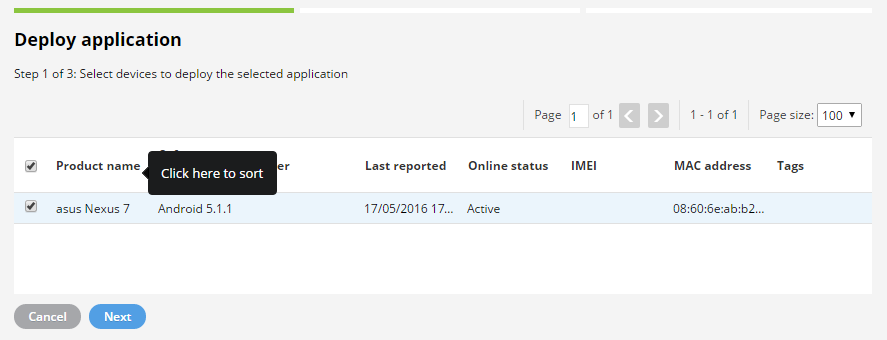 Deploy application
Step 1 of 3: Select devices to deploy the selected application
Page 1 of 1 1 - 1 of 1 Page size: 100
Product name Click here to sort Last reported Online status IMEI MAC address Tags
asus Nexus 7 Android 5.1.1 17/05/2016 17... Active 08:60:6e:ab:b2...
Cancel Next